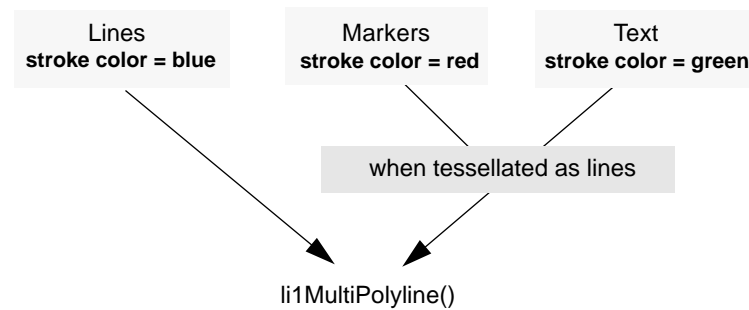 Lines
stroke color = blue
Markers
stroke color = red
Text
stroke color = green
when tessellated as lines
li1MultiPolyline()